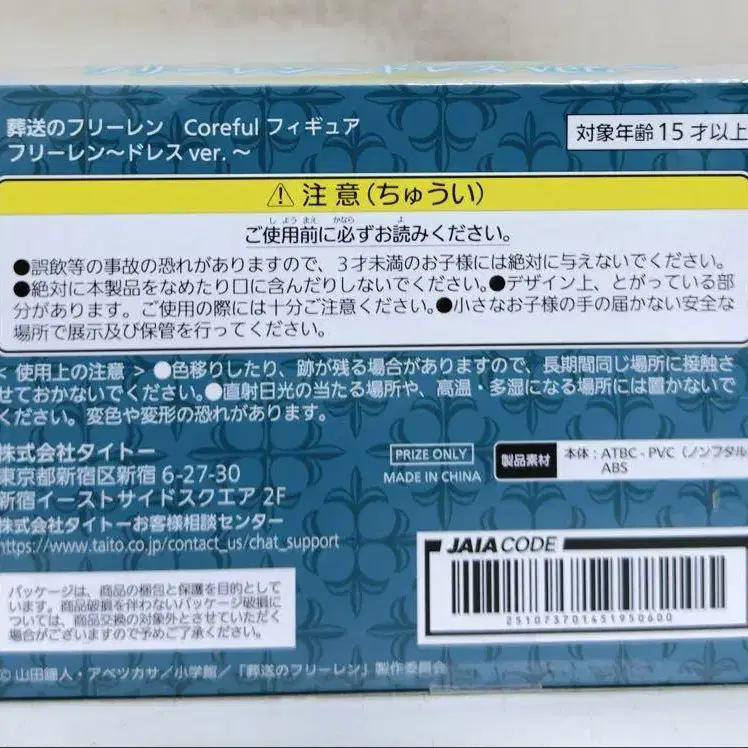 葬送のフリーレン Coreful フィギュア
フリーレン~ドレスver.~
対象年齢15才以上
⚠ 注意(ちゅうい)
しようまえ かなら よ
ご使用前に必ずお読みください。
●誤飲等の事故の恐れがありますので、3才未満のお子様には絶対に与えないでください。
●絶対に本製品をなめたり口に含んだりしないでください。●デザイン上、とがっている部
分があります。ご使用の際には十分ご注意ください。●小さなお子様の手の届かない安全な
場所で展示及び保管を行ってください。
< 使用上の注意 > ●色移りしたり、跡が残る場合がありますので、長期間同じ場所に接触さ
せておかないでください。●直射日光の当たる場所や、高温・多湿になる場所には置かないで
ください。変色や変形の恐れがあります。
株式会社タイトー
東京都新宿区新宿 6-27-30
新宿イーストサイドスクエア 2F
株式会社タイトーお客様相談センター
https://www.taito.co.jp/contact_us/chat_support
PRIZE ONLY
MADE IN CHINA
製品素材
本体:ATBC-PVC(ノンフタル
ABS
JAIA CODE
251073701451950600
パッケージは、商品の梱包と保護を目的として
います。商品破損を伴わないパッケージ破損に
ついては、商品交換の対象外とさせていただく
場合がございますので予めご了承ください。
© 山田鐘人・アベツカサ/小学館/「葬送のフリーレン」製作委員会